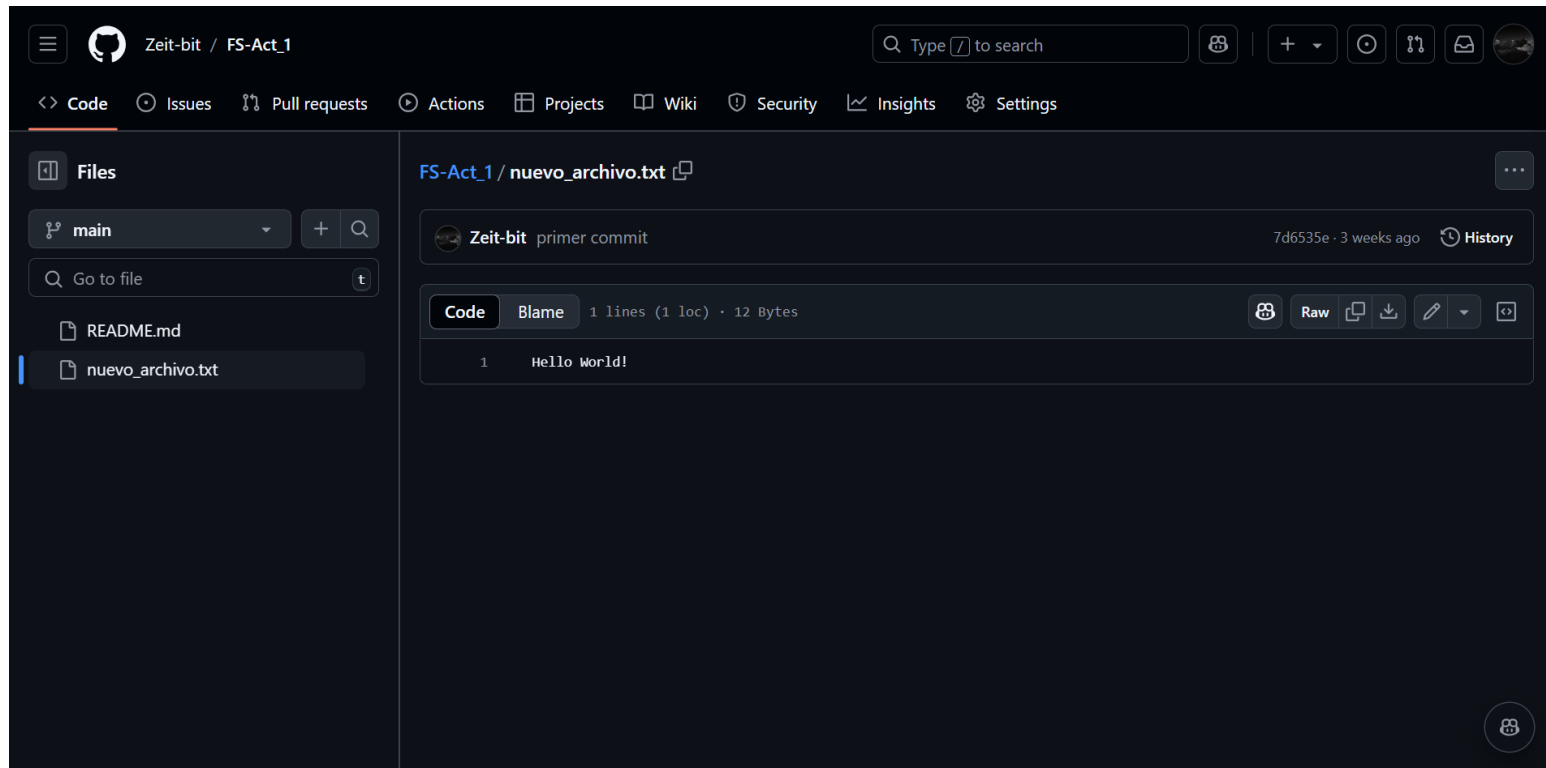 Zeit-bit / FS-Act_1
Type / to search
Code Issues Pull requests Actions Projects Wiki Security Insights Settings
Files
main
Go to file t
README.md
nuevo_archivo.txt
FS-Act_1 / nuevo_archivo.txt
Zeit-bit primer commit 7d6535e · 3 weeks ago History
Code Blame 1 lines (1 loc) · 12 Bytes Raw
1 Hello World!